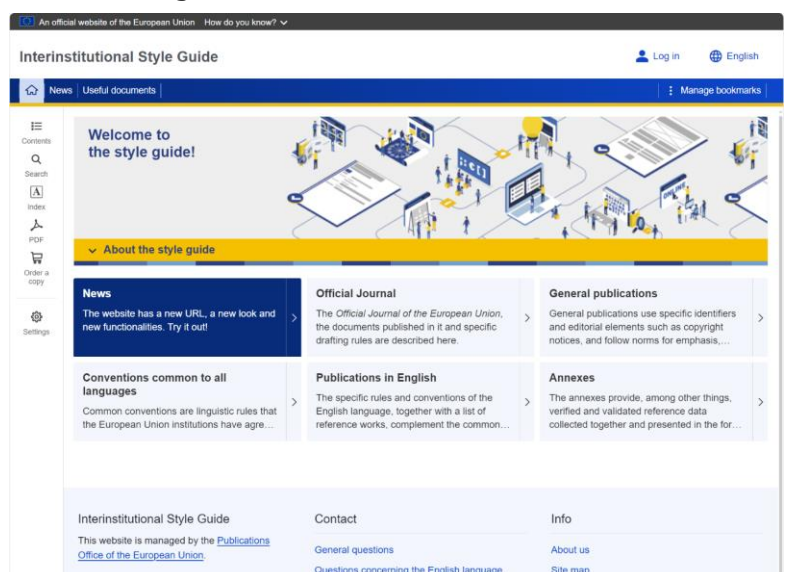 An official website of the European Union How do you know?
Interinstitutional Style Guide
Log in
English
News
Useful documents
Manage bookmarks
Contents
Search
A
Index
PDF
Order a
copy
Settings
Welcome to
the style guide!
::€[]
ONLINE
About the style guide
News
The website has a new URL, a new look and
new functionalities. Try it out!
Official Journal
The Official Journal of the European Union,
the documents published in it and specific
drafting rules are described here.
General publications
General publications use specific identifiers
and editorial elements such as copyright
notices, and follow norms for emphasis,...
Conventions common to all
languages
Common conventions are linguistic rules that
the European Union institutions have agre...
Publications in English
The specific rules and conventions of the
English language, together with a list of
reference works, complement the common...
Annexes
The annexes provide, among other things,
verified and validated reference data
collected together and presented in the for...
Interinstitutional Style Guide
This website is managed by the Publications
Office of the European Union.
Contact
General questions
Questions concerning the English language
Info
About us
Site map